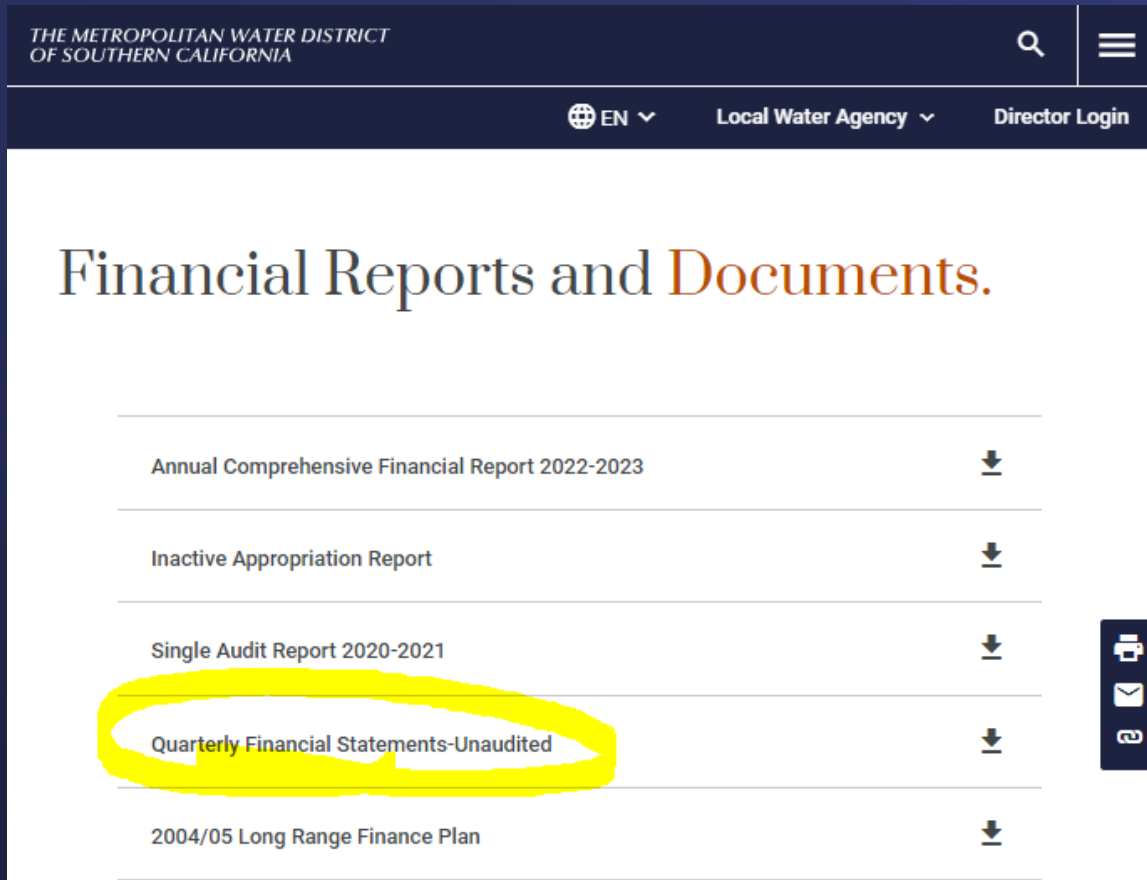 THE METROPOLITAN WATER DISTRICT
OF SOUTHERN CALIFORNIA
EN Local Water Agency Director Login
Financial Reports and Documents.
Annual Comprehensive Financial Report 2022-2023
Inactive Appropriation Report
Single Audit Report 2020-2021
Quarterly Financial Statements-Unaudited
2004/05 Long Range Finance Plan